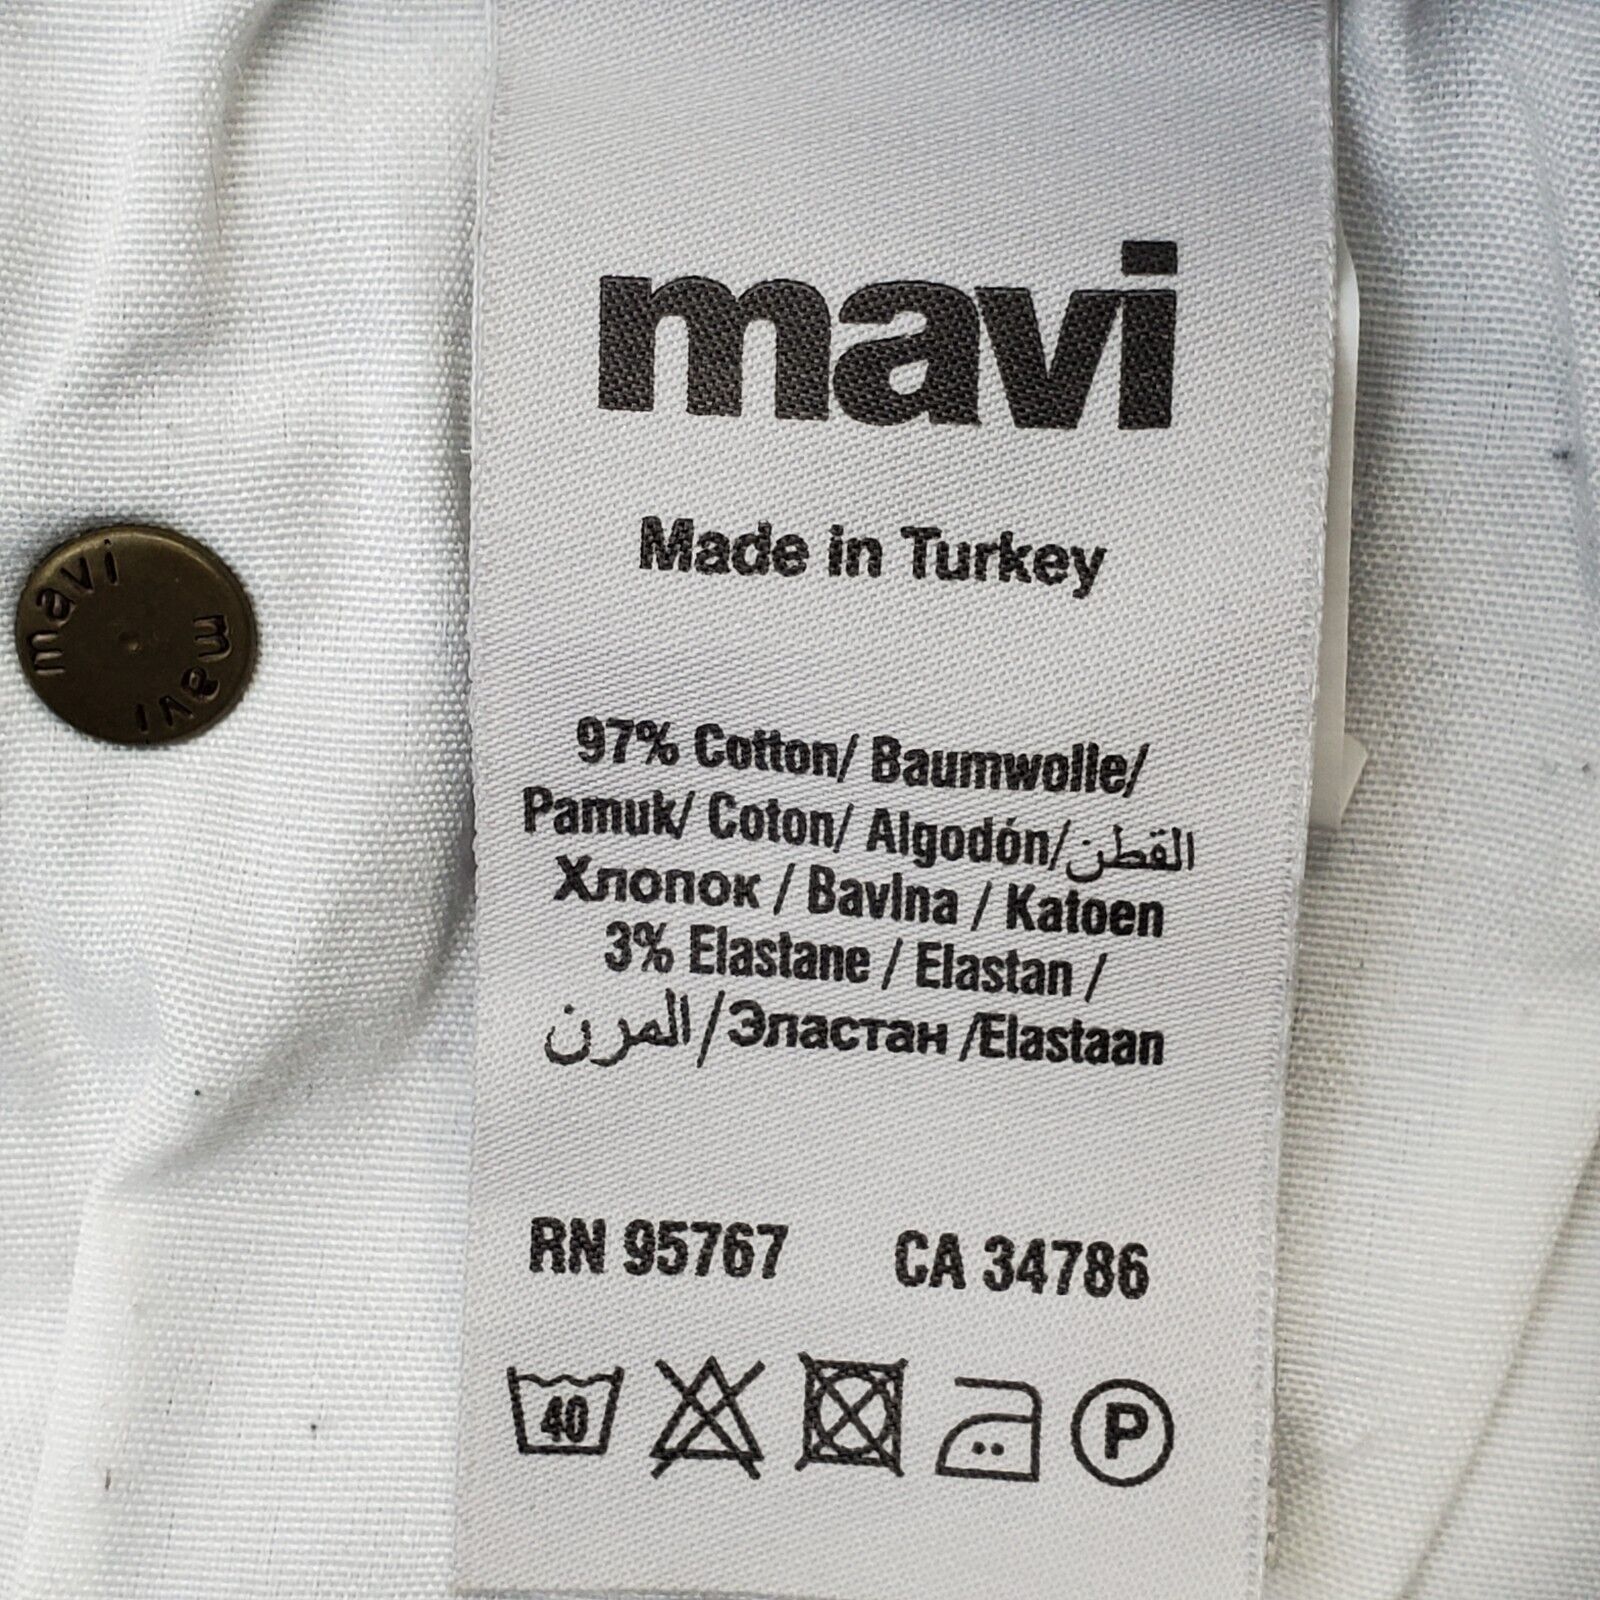 mavi
Made in Turkey
97% Cotton/ Baumwolle/
Pamuk/ Coton/ Algodón/القطن
Хлопок / Bavlna / Katoen
3% Elastane / Elastan /
المرن/Эластан /Elastaan
RN 95767 CA 34786
40 P
mavi
mavi